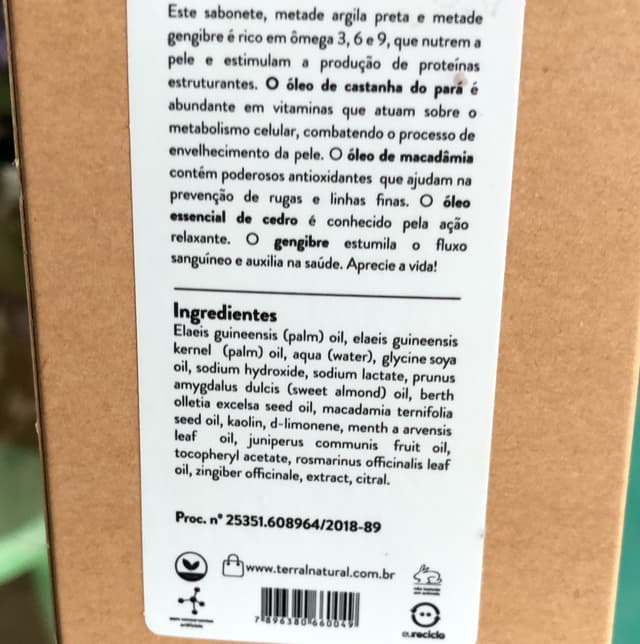 Este sabonete, metade argila preta e metade
gengibre é rico em ômega 3, 6 e 9, que nutrem a
pele e estimulam a produção de proteínas
estruturantes. O óleo de castanha do pará é
abundante em vitaminas que atuam sobre o
metabolismo celular, combatendo o processo de
envelhecimento da pele. O óleo de macadâmia
contém poderosos antioxidantes que ajudam na
prevenção de rugas e linhas finas. O óleo
essencial de cedro é conhecido pela ação
relaxante. O gengibre estumila o fluxo
sanguíneo e auxilia na saúde. Aprecie a vida!
Ingredientes
Elaeis guineensis (palm) oil, elaeis guineensis
kernel (palm) oil, aqua (water), glycine soya
oil, sodium hydroxide, sodium lactate, prunus
amygdalus dulcis (sweet almond) oil, berth
olletia excelsa seed oil, macadamia ternifolia
seed oil, kaolin, d-limonene, menth a arvensis
leaf oil, juniperus communis fruit oil,
tocopheryl acetate, rosmarinus officinalis leaf
oil, zingiber officinale, extract, citral.
Proc. n° 25351.608964/2018-89
www.terralnatural.com.br
7 896380 660049
eureciclo